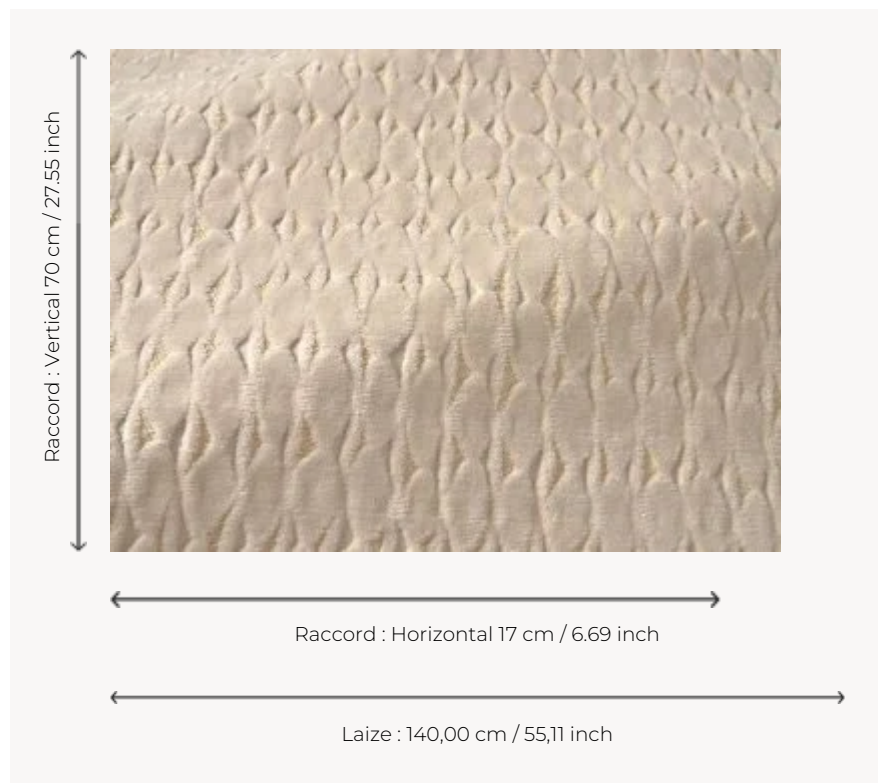 Raccord : Vertical 70 cm / 27.55 inch
Raccord : Horizontal 17 cm / 6.69 inch
Laize : 140,00 cm / 55,11 inch